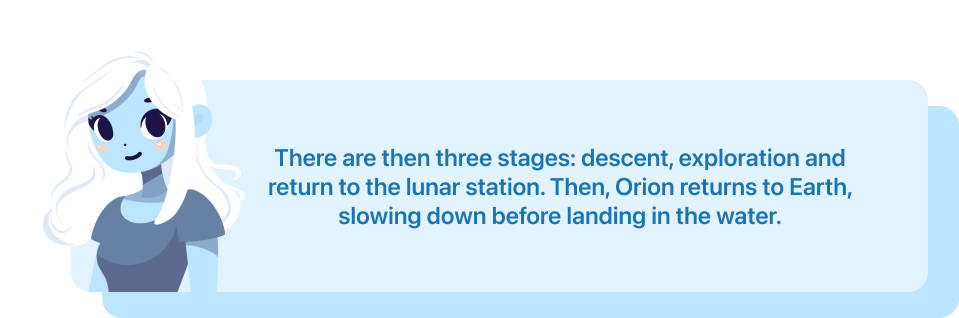 There are then three stages: descent, exploration and
return to the lunar station. Then, Orion returns to Earth,
slowing down before landing in the water.